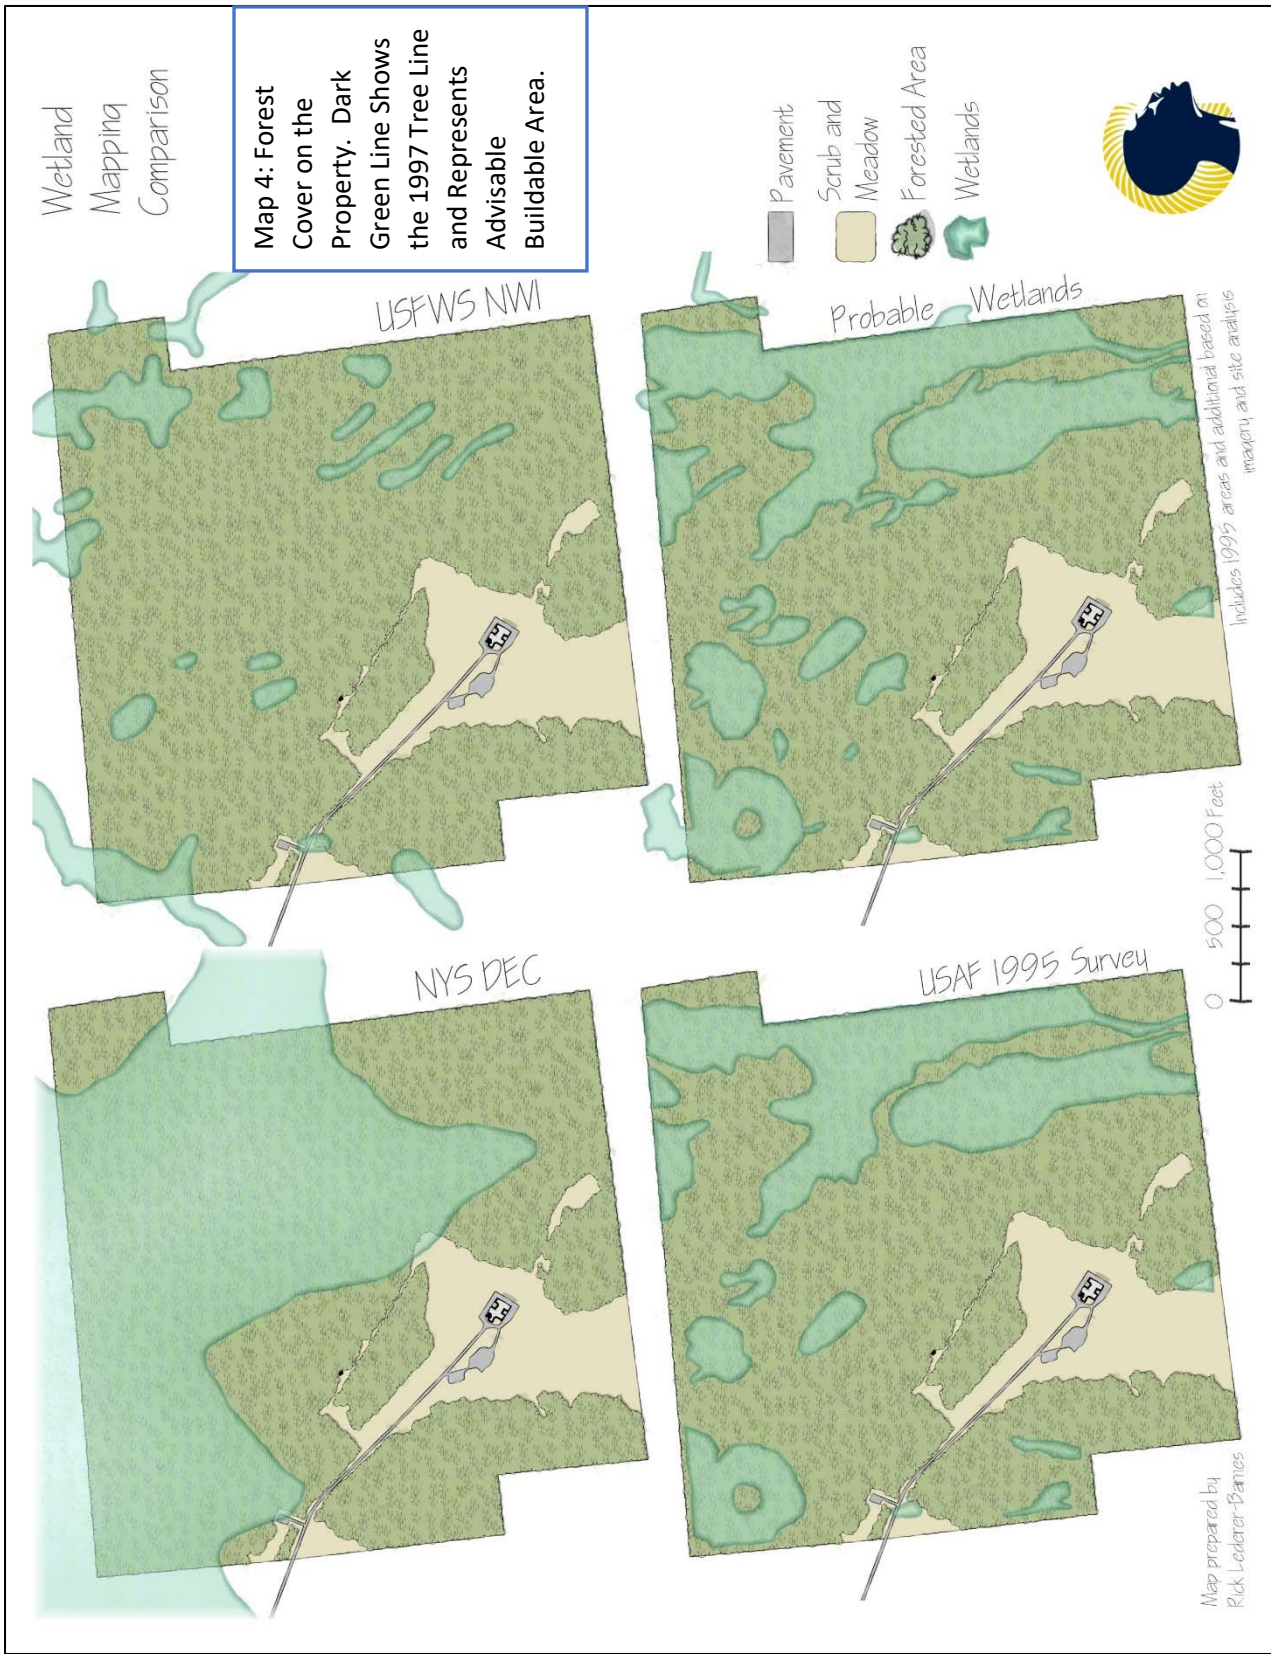 Wetland
Mapping
Comparison
Map 4: Forest
Cover on the
Property.  Dark
Green Line Shows
the 1997 Tree Line
and Represents
Advisable
Buildable Area.
NYS DEC
USFWS NWI
USAF 1995 Survey
Probable Wetlands
Includes 1995 areas and additional based on
imagery and site analysis
Pavement
Scrub and
Meadow
Forested Area
Wetlands
0 500 1,000 Feet
Map prepared by
Rick Lederer-Barnes